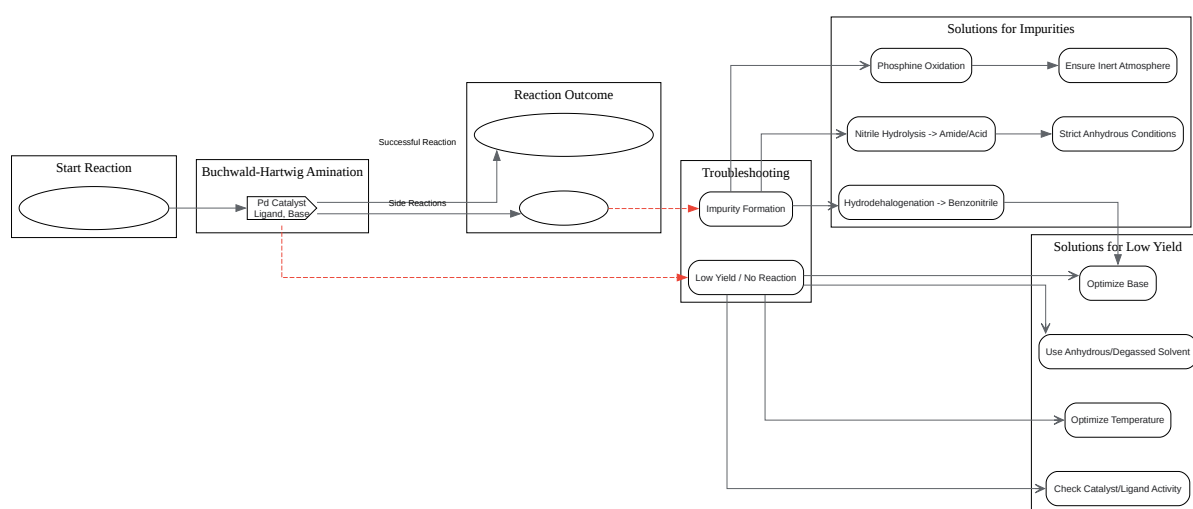 Start Reaction
Buchwald-Hartwig Amination
Pd Catalyst
Ligand, Base
Successful Reaction
Side Reactions
Reaction Outcome
Troubleshooting
Impurity Formation
Low Yield / No Reaction
Solutions for Impurities
Phosphine Oxidation
Ensure Inert Atmosphere
Nitrile Hydrolysis -> Amide/Acid
Strict Anhydrous Conditions
Hydrodehalogenation -> Benzonitrile
Solutions for Low Yield
Optimize Base
Use Anhydrous/Degassed Solvent
Optimize Temperature
Check Catalyst/Ligand Activity